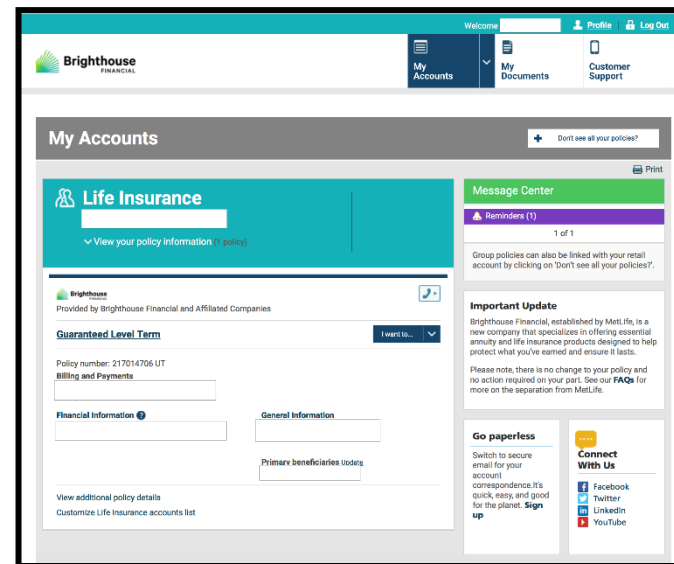 Welcome
Profile
Log Out
Brighthouse
FINANCIAL
My
Accounts
My
Documents
Customer
Support
My Accounts
Don't see all your policies?
Print
Life Insurance
View your policy information (1 policy)
Brighthouse
FINANCIAL
Provided by Brighthouse Financial and Affiliated Companies
Guaranteed Level Term
I want to...
Policy number: 217014706 UT
Billing and Payments
Financial Information
General Information
Primary beneficiaries Update
View additional policy details
Customize Life Insurance accounts list
Message Center
Reminders (1)
1 of 1
Group policies can also be linked with your retail
account by clicking on 'Don't see all your policies?'.
Important Update
Brighthouse Financial, established by MetLife, is a
new company that specializes in offering essential
annuity and life insurance products designed to help
protect what you've earned and ensure it lasts.
Please note, there is no change to your policy and
no action required on your part. See our FAQs for
more on the separation from MetLife.
Go paperless
Switch to secure
email for your
account
correspondence.It's
quick, easy, and good
for the planet. Sign
up
Connect
With Us
Facebook
Twitter
LinkedIn
YouTube